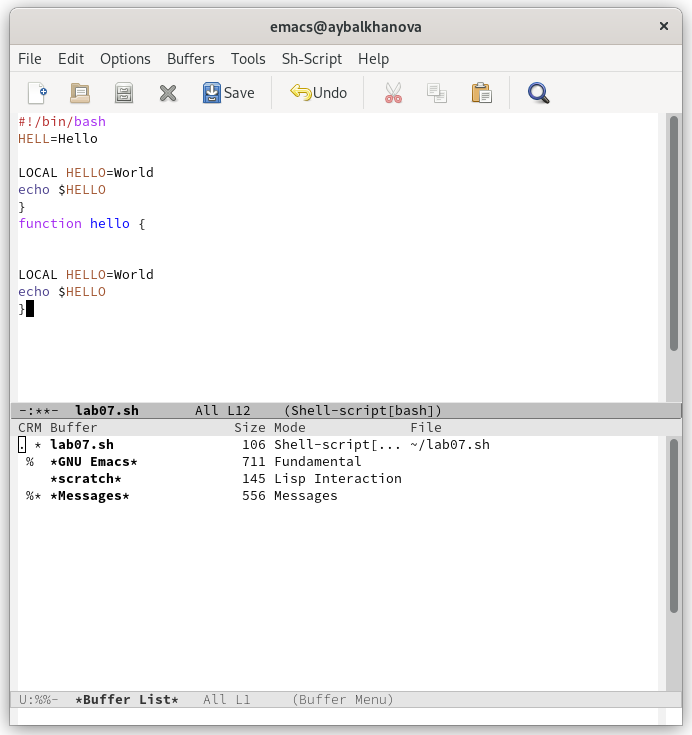 emacs@aybalkhanova ×
File Edit Options Buffers Tools Sh-Script Help
Save Undo
#!/bin/bash
HELL=Hello
LOCAL HELLO=World
echo $HELLO
}
function hello {
LOCAL HELLO=World
echo $HELLO
}
-:**- lab07.sh All L12 (Shell-script[bash])
CRM Buffer Size Mode File
. * lab07.sh 106 Shell-script[... ~/lab07.sh
% *GNU Emacs* 711 Fundamental
*scratch* 145 Lisp Interaction
%* *Messages* 556 Messages
U:%%- *Buffer List* All L1 (Buffer Menu)